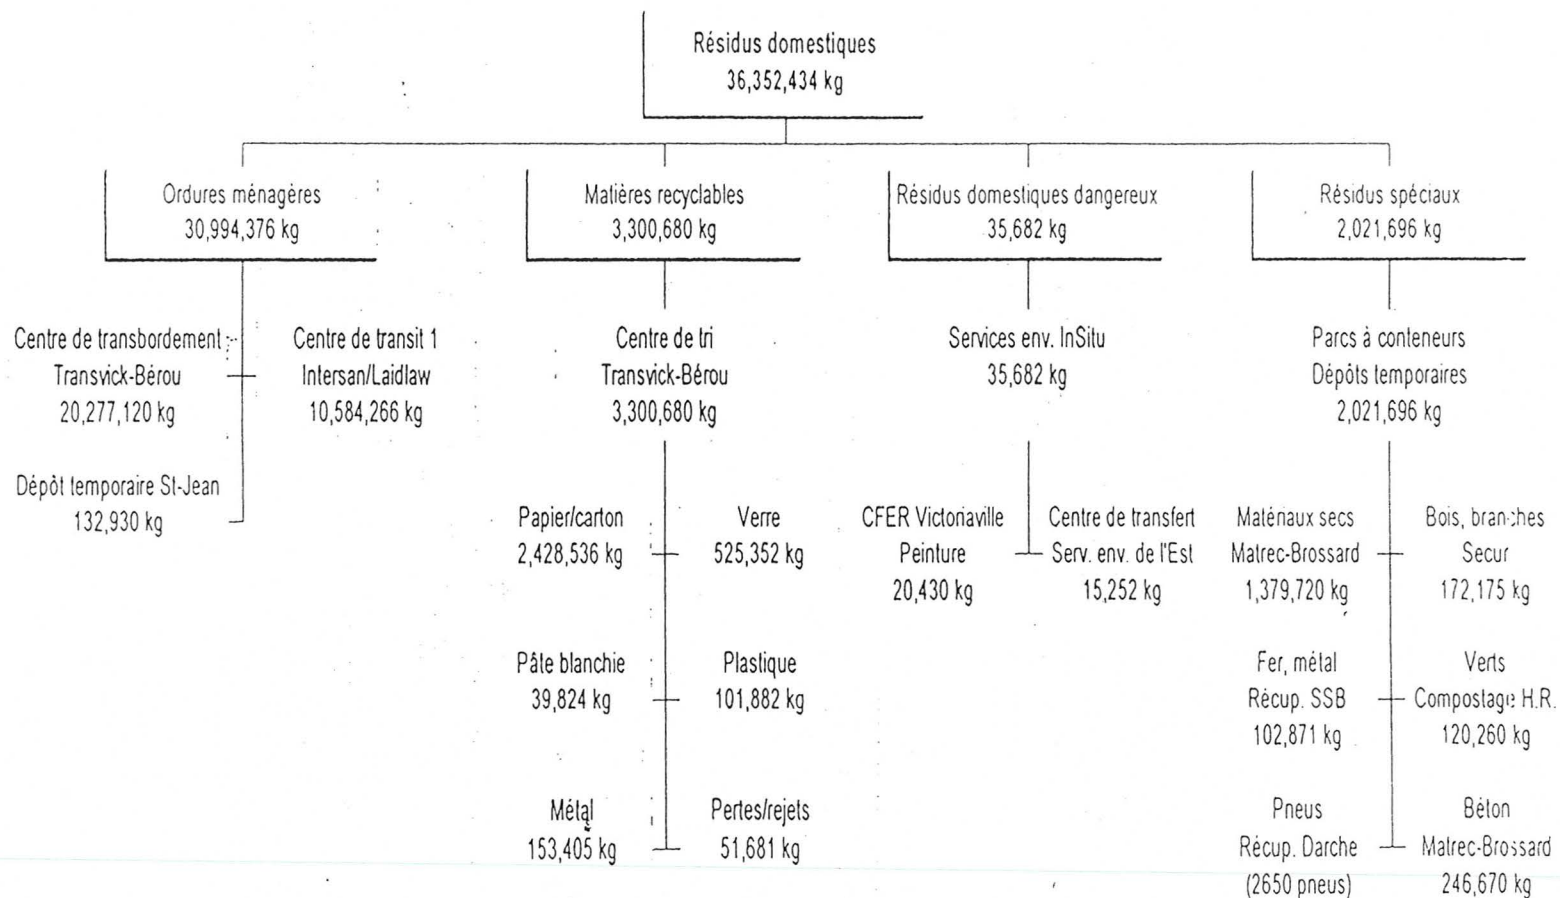 Résidus domestiques
36,352,434 kg
Ordures ménagères
30,994,376 kg
Matières recyclables
3,300,680 kg
Résidus domestiques dangereux
35,682 kg
Résidus spéciaux
2,021,696 kg
Centre de transbordement
Transvick-Bérou
20,277,120 kg
Centre de transit 1
Intersan/Laidlaw
10,584,266 kg
Dépôt temporaire St-Jean
132,930 kg
Centre de tri
Transvick-Bérou
3,300,680 kg
Papier/carton
2,428,536 kg
Verre
525,352 kg
Pâte blanchie
39,824 kg
Plastique
101,882 kg
Métal
153,405 kg
Pertes/rejets
51,681 kg
Services env. InSitu
35,682 kg
CFER Victoriaville
Peinture
20,430 kg
Centre de transfert
Serv. env. de l'Est
15,252 kg
Parcs à conteneurs
Dépôts temporaires
2,021,696 kg
Matériaux secs
Matrec-Brossard
1,379,720 kg
Bois, branches
Secur
172,175 kg
Fer, métal
Récup. SSB
102,871 kg
Verts
Compostage H.R.
120,260 kg
Pneus
Récup. Darche
(2650 pneus)
Béton
Matrec-Brossard
246,670 kg